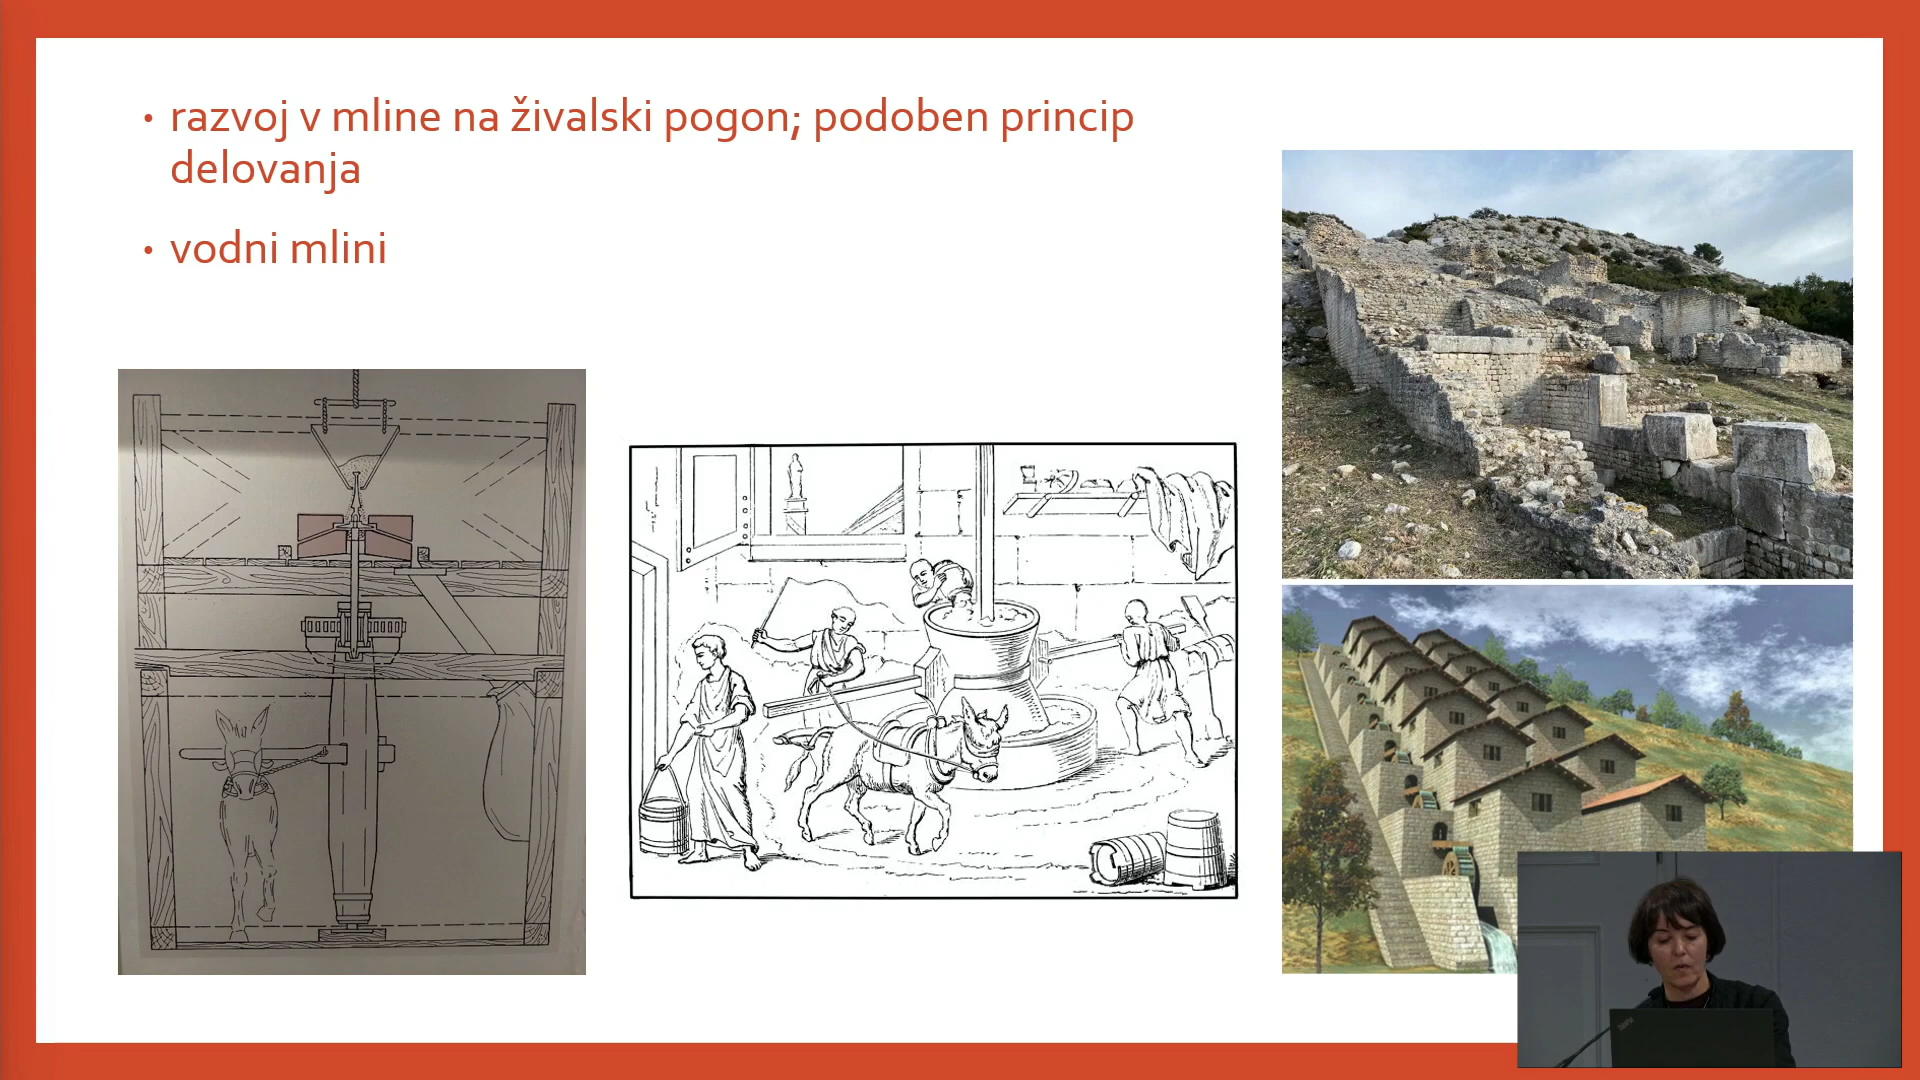 • razvoj v mline na živalski pogon; podoben princip
delovanja
• vodni mlini